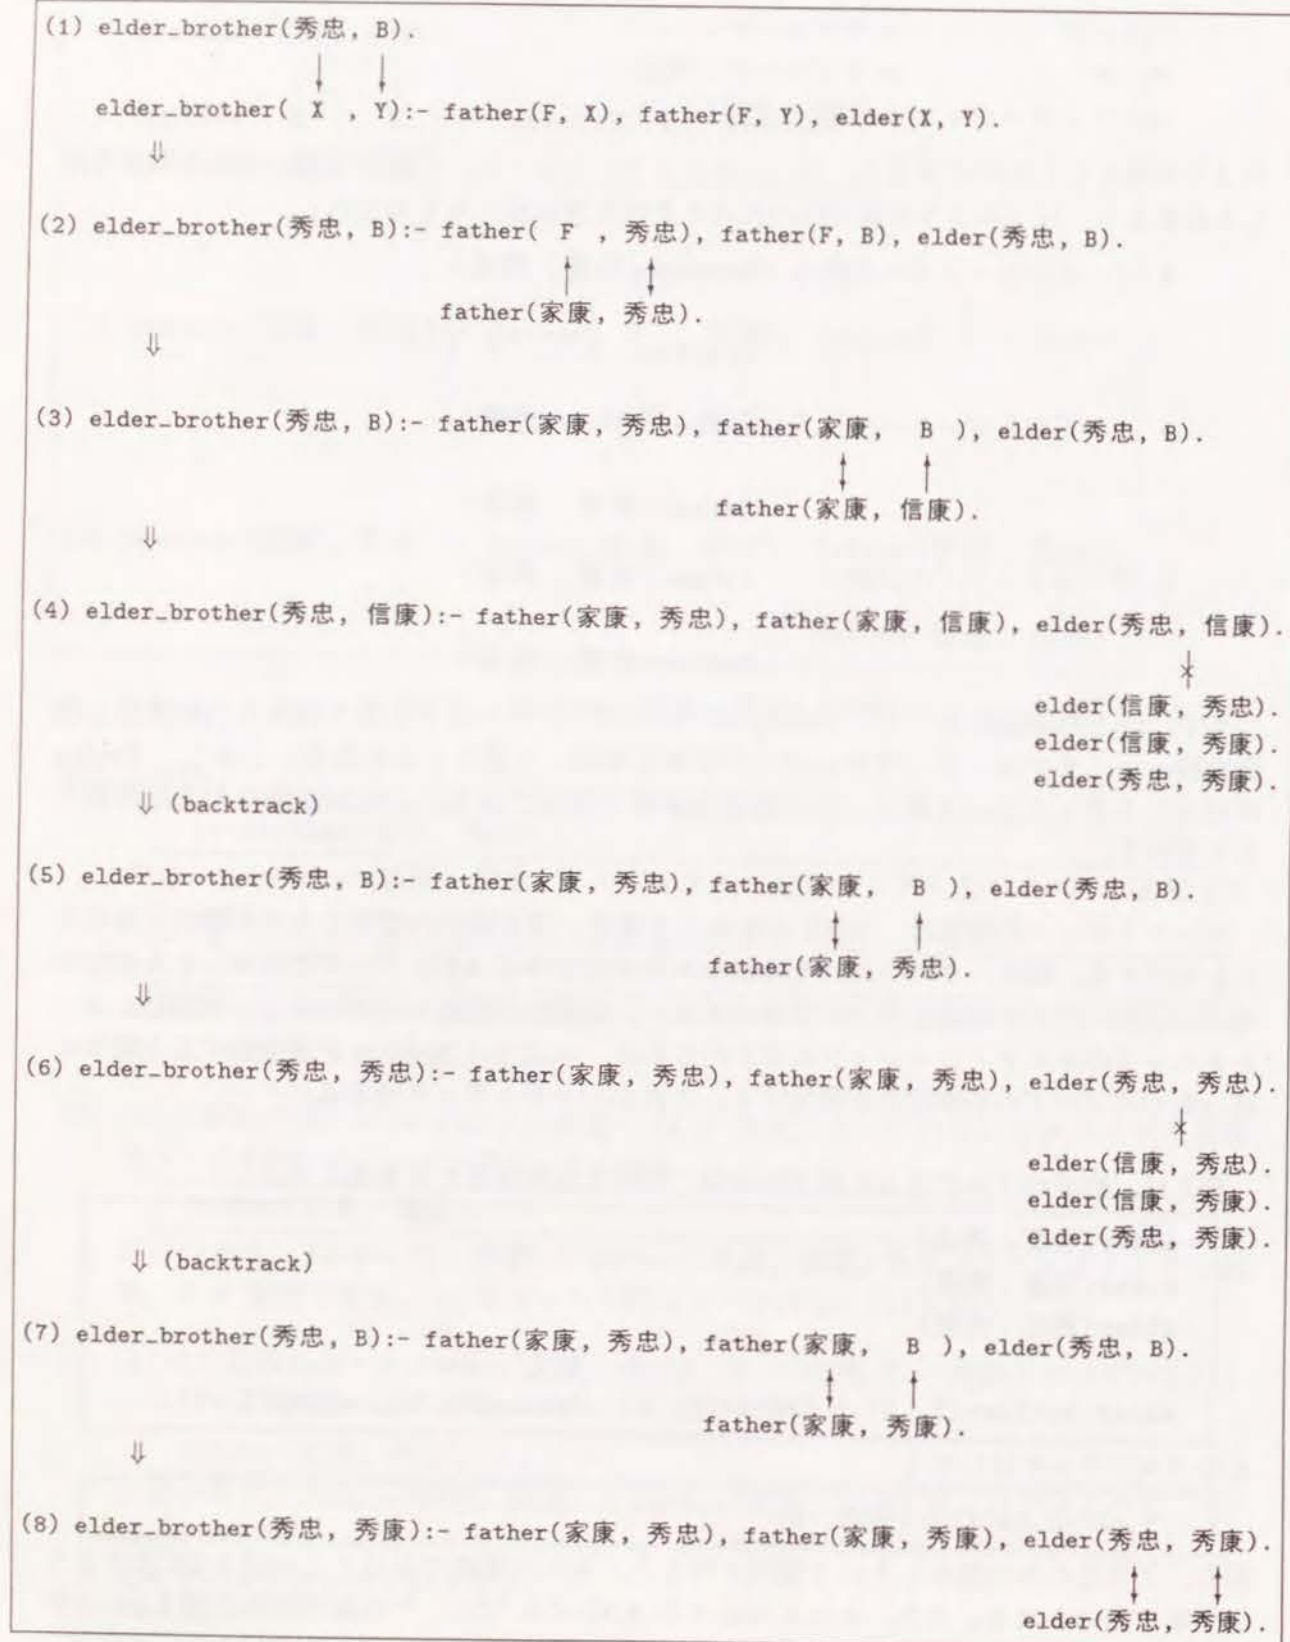 (1) elder_brother(秀忠, B).
elder_brother( X , Y):- father(F, X), father(F, Y), elder(X, Y).
⇓
(2) elder_brother(秀忠, B):- father( F , 秀忠), father(F, B), elder(秀忠, B).
father(家康, 秀忠).
⇓
(3) elder_brother(秀忠, B):- father(家康, 秀忠), father(家康, B ), elder(秀忠, B).
father(家康, 信康).
⇓
(4) elder_brother(秀忠, 信康):- father(家康, 秀忠), father(家康, 信康), elder(秀忠, 信康).
elder(信康, 秀忠).
elder(信康, 秀康).
elder(秀忠, 秀康).
⇓ (backtrack)
(5) elder_brother(秀忠, B):- father(家康, 秀忠), father(家康, B ), elder(秀忠, B).
father(家康, 秀忠).
⇓
(6) elder_brother(秀忠, 秀忠):- father(家康, 秀忠), father(家康, 秀忠), elder(秀忠, 秀忠).
elder(信康, 秀忠).
elder(信康, 秀康).
elder(秀忠, 秀康).
⇓ (backtrack)
(7) elder_brother(秀忠, B):- father(家康, 秀忠), father(家康, B ), elder(秀忠, B).
father(家康, 秀康).
⇓
(8) elder_brother(秀忠, 秀康):- father(家康, 秀忠), father(家康, 秀康), elder(秀忠, 秀康).
elder(秀忠, 秀康).